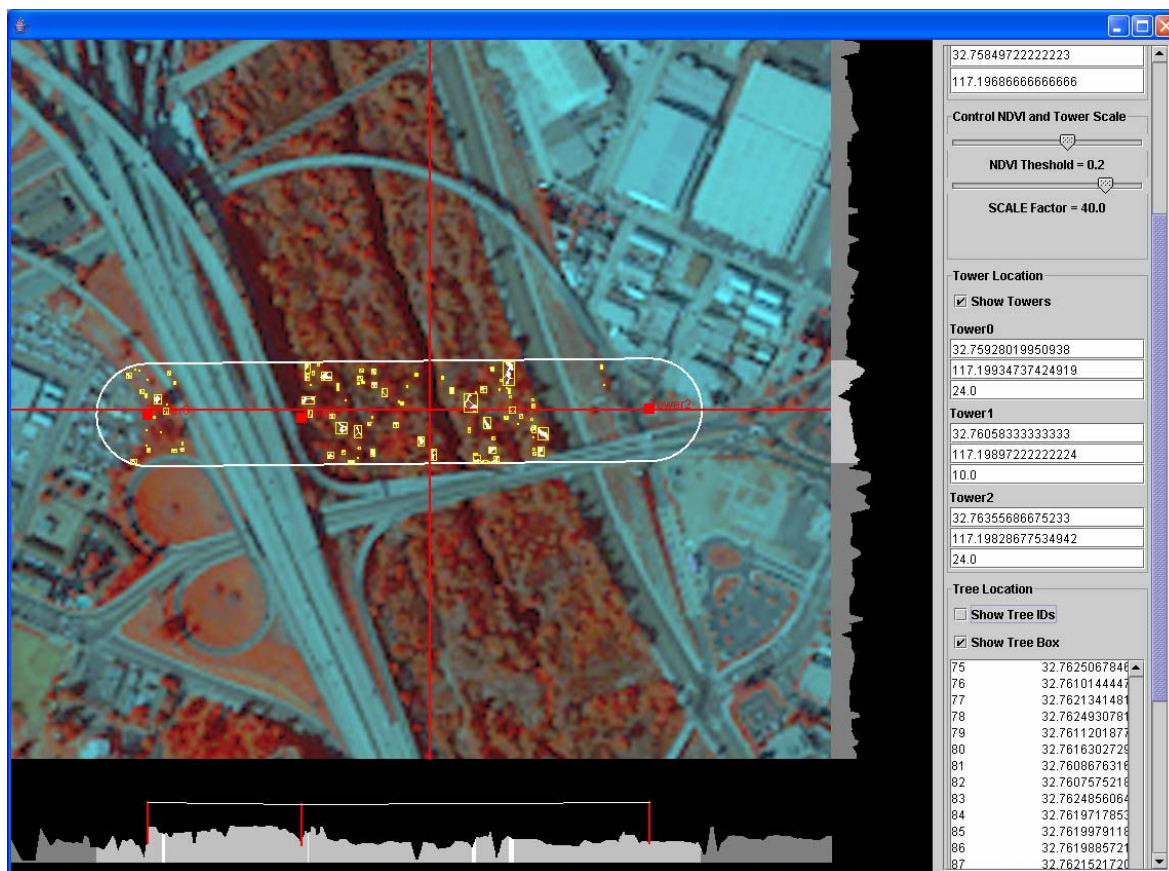 32.75849722222223
117.19686666666666
Control NDVI and Tower Scale
NDVI Theshold = 0.2
SCALE Factor = 40.0
Tower Location
Show Towers
Tower0
32.75928019950938
117.19934737424919
24.0
Tower1
32.76058333333333
117.19897222222224
10.0
Tower2
32.76355686675233
117.19828677534942
24.0
Tree Location
Show Tree IDs
Show Tree Box
75 32.7625067846
76 32.7610144447
77 32.7621341481
78 32.7624930781
79 32.7611201877
80 32.7616302729
81 32.7608676316
82 32.7607575218
83 32.7624856064
84 32.7619717853
85 32.7619979118
86 32.7619885721
87 32.7621521720
Tower2